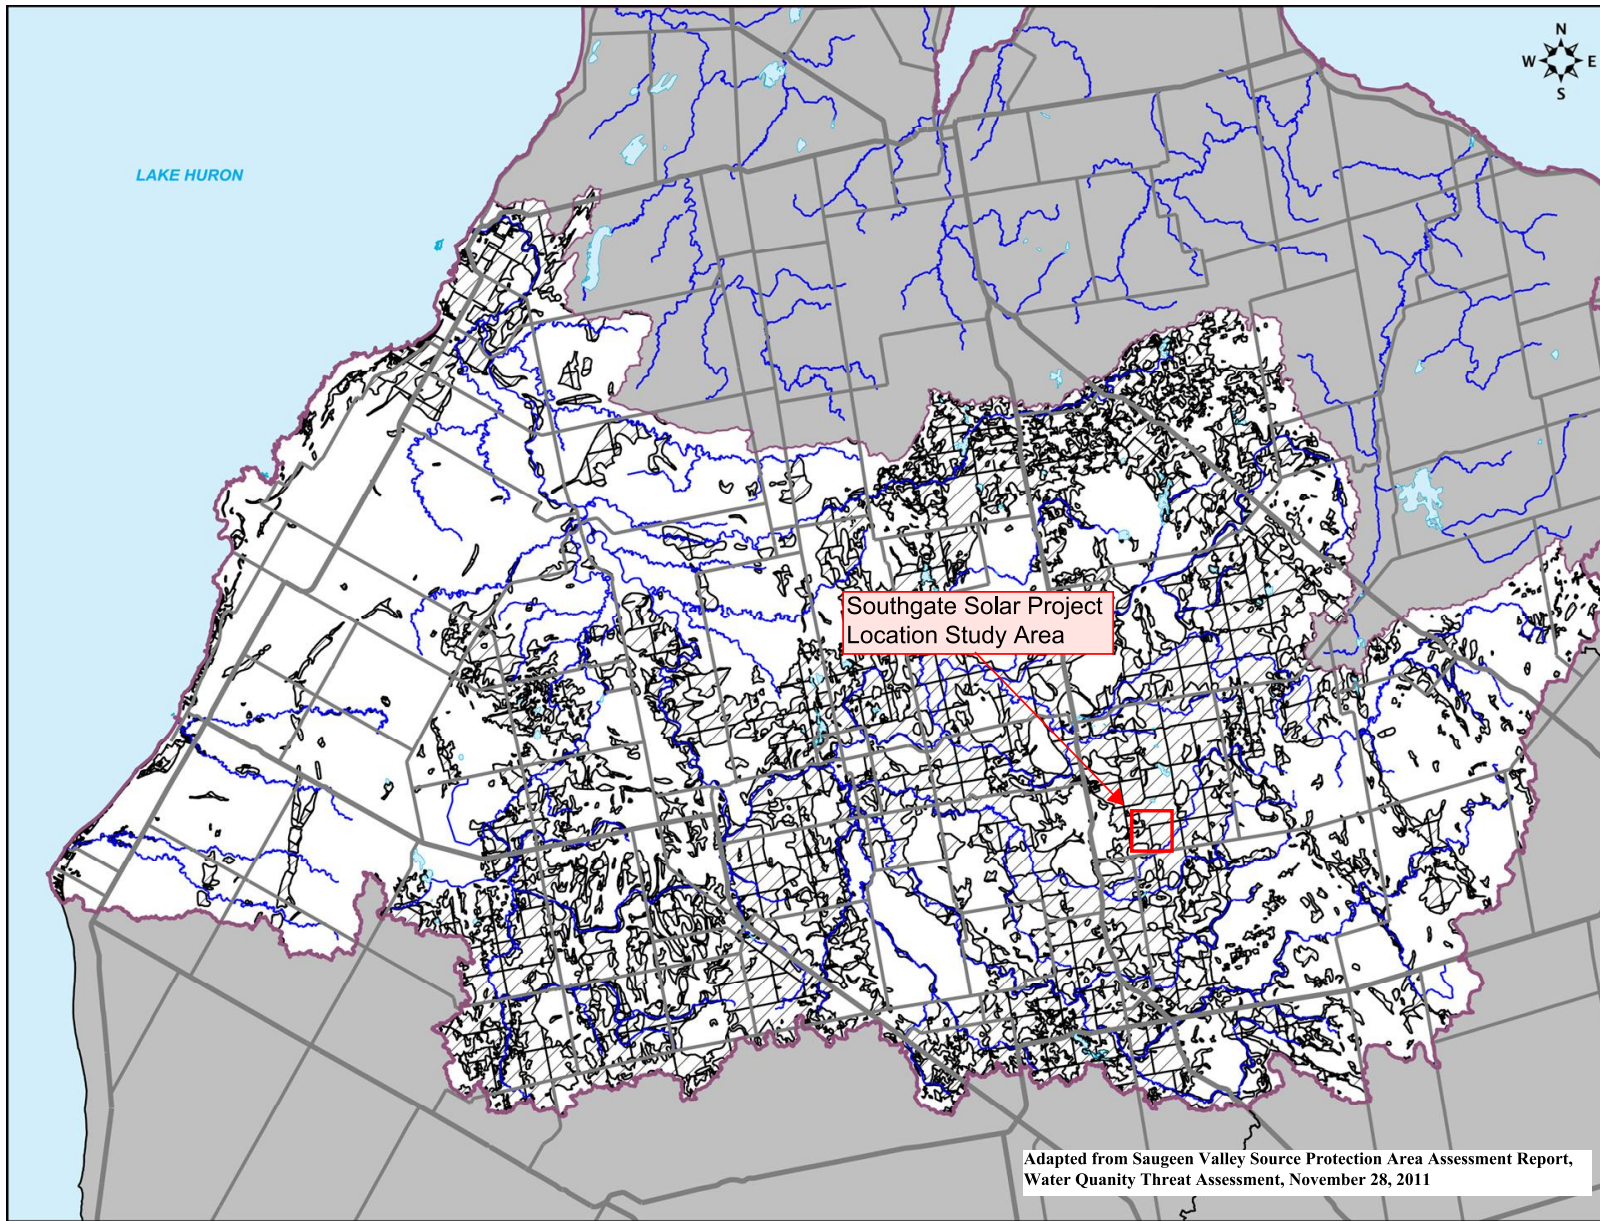 N
W E
S
LAKE HURON
Southgate Solar Project
Location Study Area
Adapted from Saugeen Valley Source Protection Area Assessment Report,
Water Quanity Threat Assessment, November 28, 2011